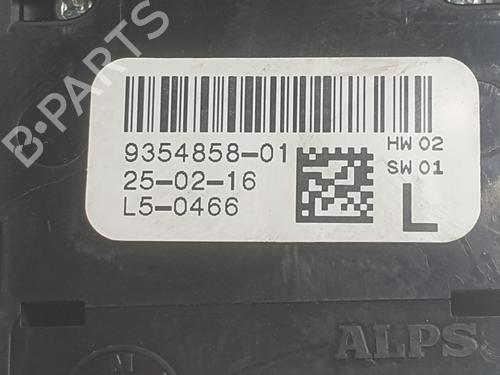 B-PARTS
9354858-01
25-02-16
L5-0466
HW 02
SW 01
L
ALPS
M